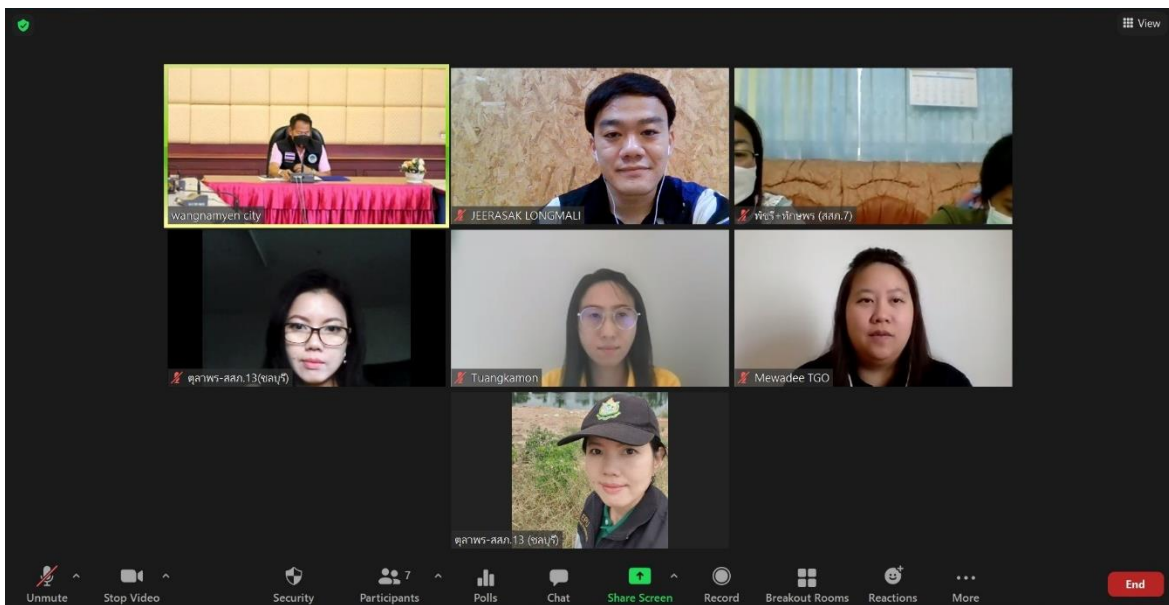 View
wangnamyen city
JEERASAK LONGMALI
พัชรี+ทักษพร (สสภ.7)
ตุลาพร-สสภ.13(ชลบุรี)
Tuangkamon
Mewadee TGO
ตุลาพร-สสภ.13 (ชลบุรี)
7
Unmute
Stop Video
Security
Participants
Polls
Chat
Share Screen
Record
Breakout Rooms
Reactions
More
End